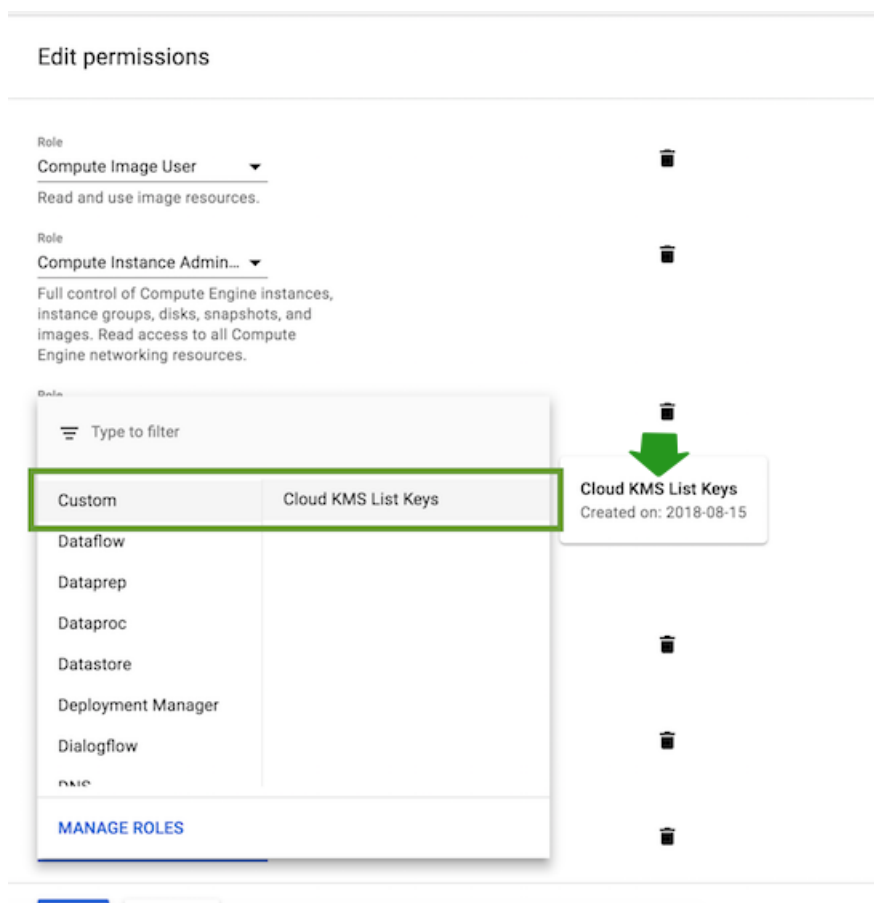 Edit permissions
Role
Compute Image User
Read and use image resources.
Role
Compute Instance Admin...
Full control of Compute Engine instances,
instance groups, disks, snapshots, and
images. Read access to all Compute
Engine networking resources.
Role
Type to filter
Custom
Cloud KMS List Keys
Cloud KMS List Keys
Created on: 2018-08-15
Dataflow
Dataprep
Dataproc
Datastore
Deployment Manager
Dialogflow
DNS
MANAGE ROLES